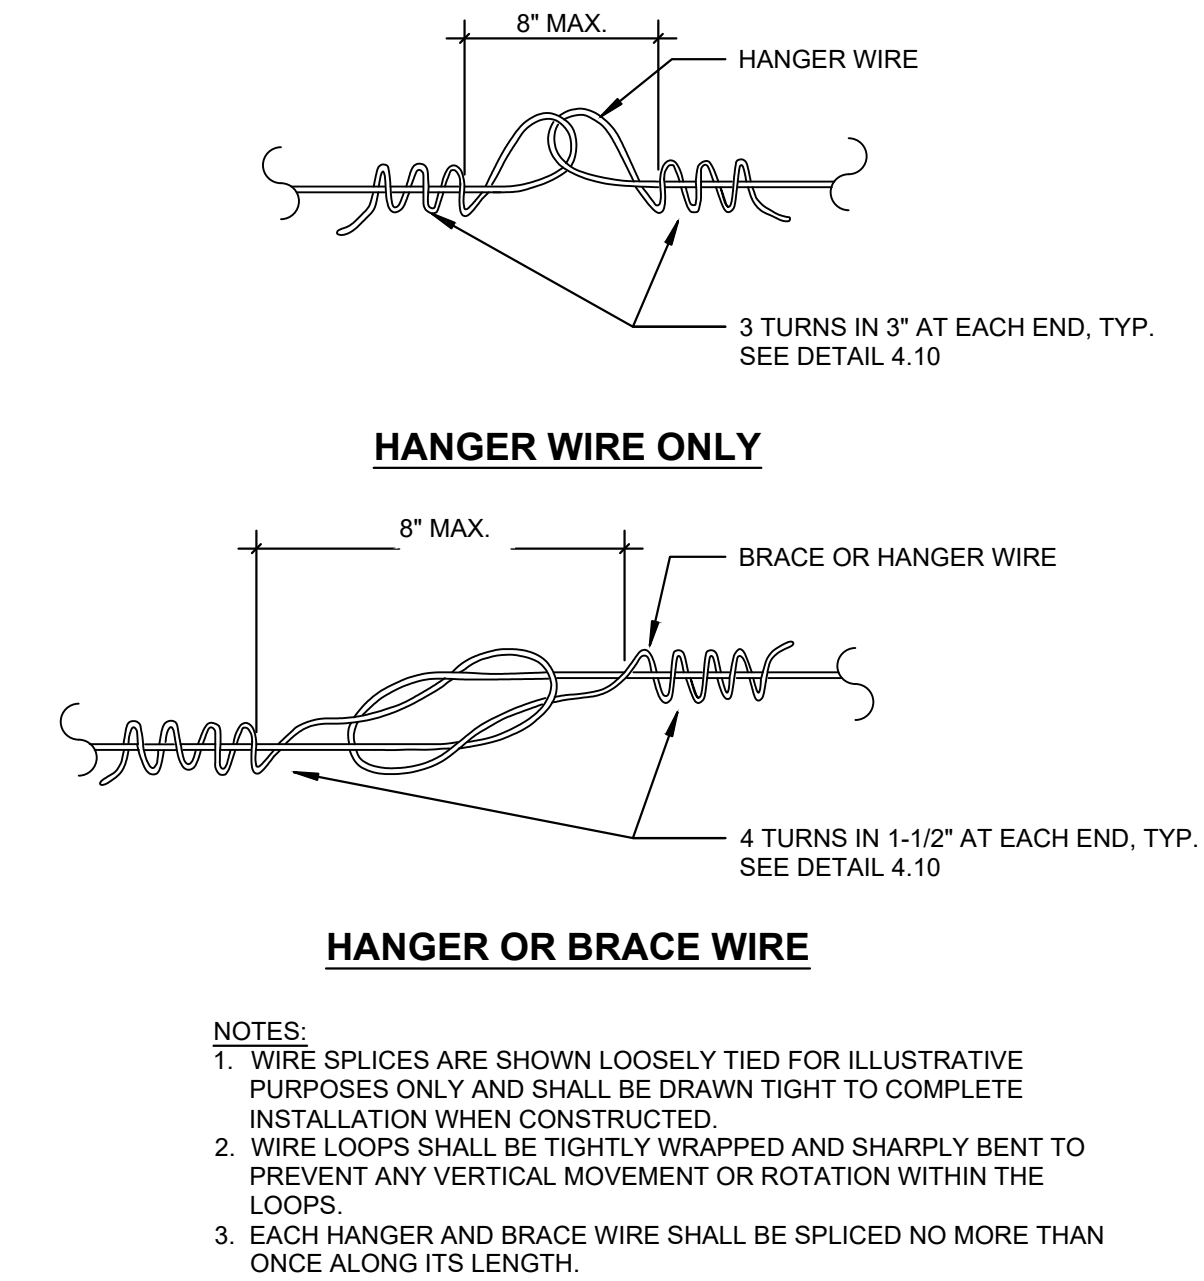 8" MAX.
HANGER WIRE
3 TURNS IN 3" AT EACH END, TYP.
SEE DETAIL 4.10
HANGER WIRE ONLY
8" MAX.
BRACE OR HANGER WIRE
4 TURNS IN 1-1/2" AT EACH END, TYP.
SEE DETAIL 4.10
HANGER OR BRACE WIRE
NOTES:
1. WIRE SPLICES ARE SHOWN LOOSELY TIED FOR ILLUSTRATIVE
PURPOSES ONLY AND SHALL BE DRAWN TIGHT TO COMPLETE
INSTALLATION WHEN CONSTRUCTED.
2. WIRE LOOPS SHALL BE TIGHTLY WRAPPED AND SHARPLY BENT TO
PREVENT ANY VERTICAL MOVEMENT OR ROTATION WITHIN THE
LOOPS.
3. EACH HANGER AND BRACE WIRE SHALL BE SPLICED NO MORE THAN
ONCE ALONG ITS LENGTH.